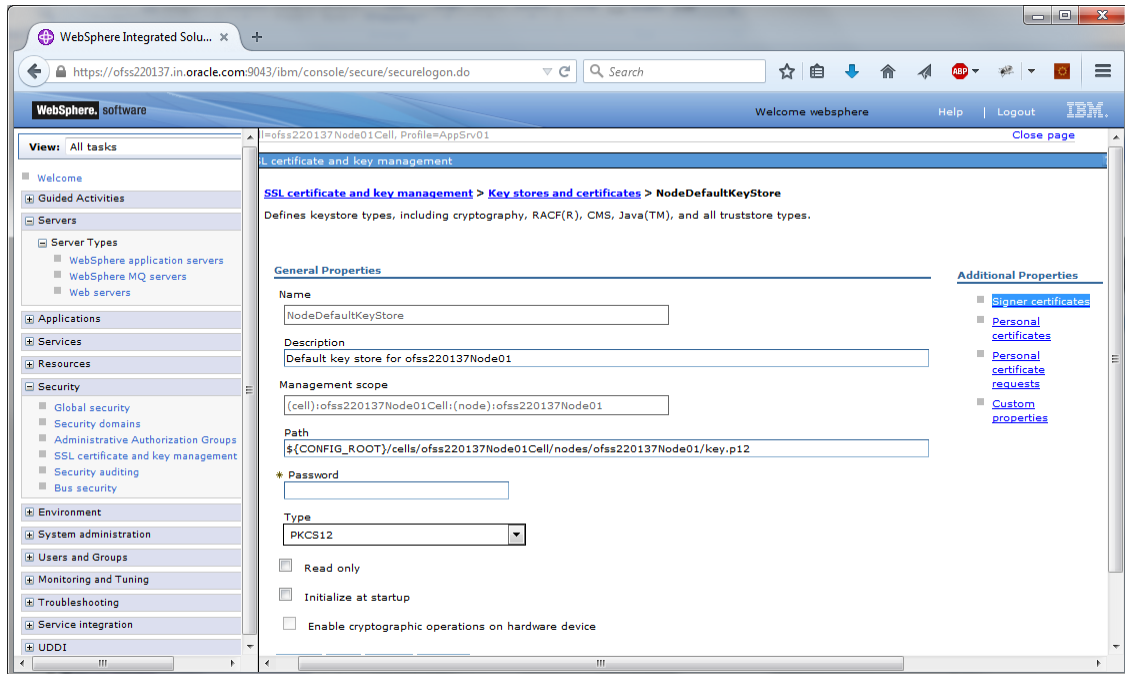 WebSphere Integrated Solu...
https://ofss220137.in.oracle.com:9043/ibm/console/secure/securelogon.do
Search
ABP
WebSphere. software
Welcome websphere
Help | Logout
IBM.
View: All tasks
Welcome
Guided Activities
Servers
Server Types
WebSphere application servers
WebSphere MQ servers
Web servers
Applications
Services
Resources
Security
Global security
Security domains
Administrative Authorization Groups
SSL certificate and key management
Security auditing
Bus security
Environment
System administration
Users and Groups
Monitoring and Tuning
Troubleshooting
Service integration
UDDI
ll=ofss220137Node01Cell, Profile=AppSrv01
Close page
SL certificate and key management
SSL certificate and key management > Key stores and certificates > NodeDefaultKeyStore
Defines keystore types, including cryptography, RACF(R), CMS, Java(TM), and all truststore types.
General Properties
Name
NodeDefaultKeyStore
Description
Default key store for ofss220137Node01
Management scope
(cell):ofss220137Node01Cell:(node):ofss220137Node01
Path
${CONFIG_ROOT}/cells/ofss220137Node01Cell/nodes/ofss220137Node01/key.p12
* Password
Type
PKCS12
Read only
Initialize at startup
Enable cryptographic operations on hardware device
Additional Properties
Signer certificates
Personal
certificates
Personal
certificate
requests
Custom
properties